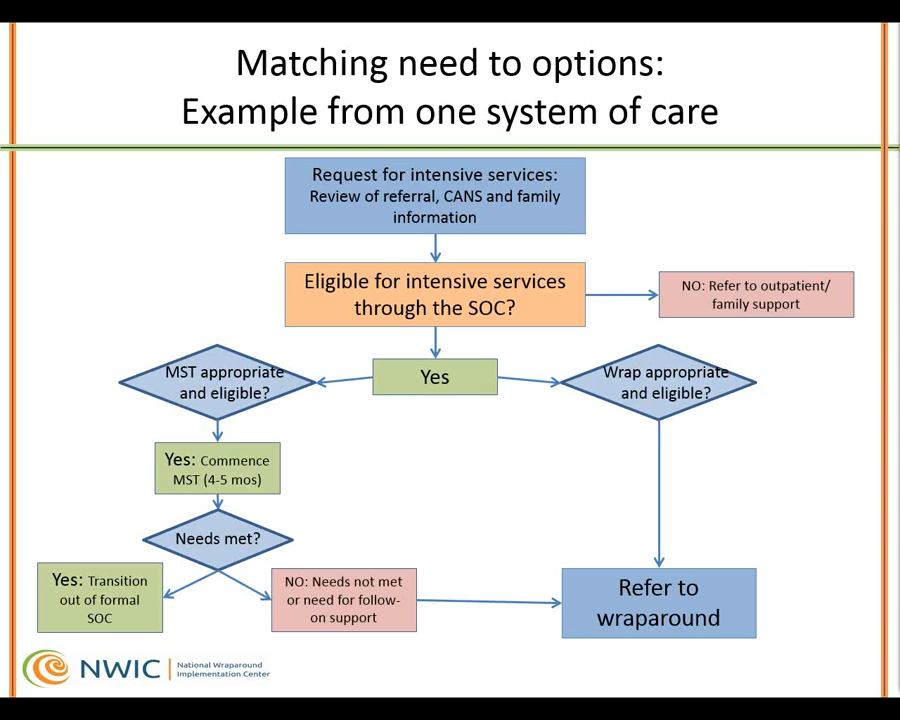 Matching need to options:
Example from one system of care
Request for intensive services:
Review of referral, CANS and family
information
Eligible for intensive services
through the SOC?
NO: Refer to outpatient/
family support
Yes
MST appropriate
and eligible?
Wrap appropriate
and eligible?
Yes: Commence
MST (4-5 mos)
Needs met?
Yes: Transition
out of formal
SOC
NO: Needs not met
or need for follow-
on support
Refer to
wraparound
NWIC
National Wraparound
Implementation Center